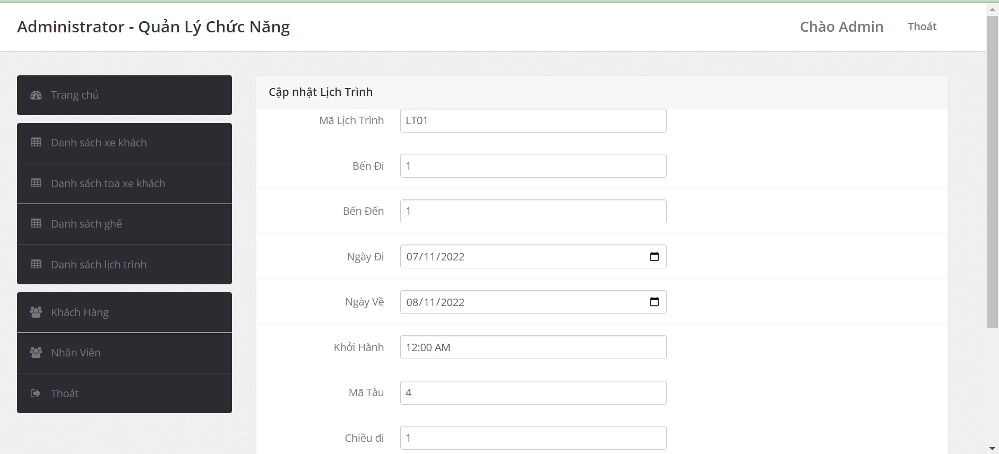 Administrator - Quản Lý Chức Năng
Chào Admin
Thoát
Trang chủ
Danh sách xe khách
Danh sách toa xe khách
Danh sách ghế
Danh sách lịch trình
Khách Hàng
Nhân Viên
Thoát
Cập nhật Lịch Trình
Mã Lịch Trình LT01
Bến Đi 1
Bến Đến 1
Ngày Đi 07/11/2022
Ngày Về 08/11/2022
Khởi Hành 12:00 AM
Mã Tàu 4
Chiều đi 1